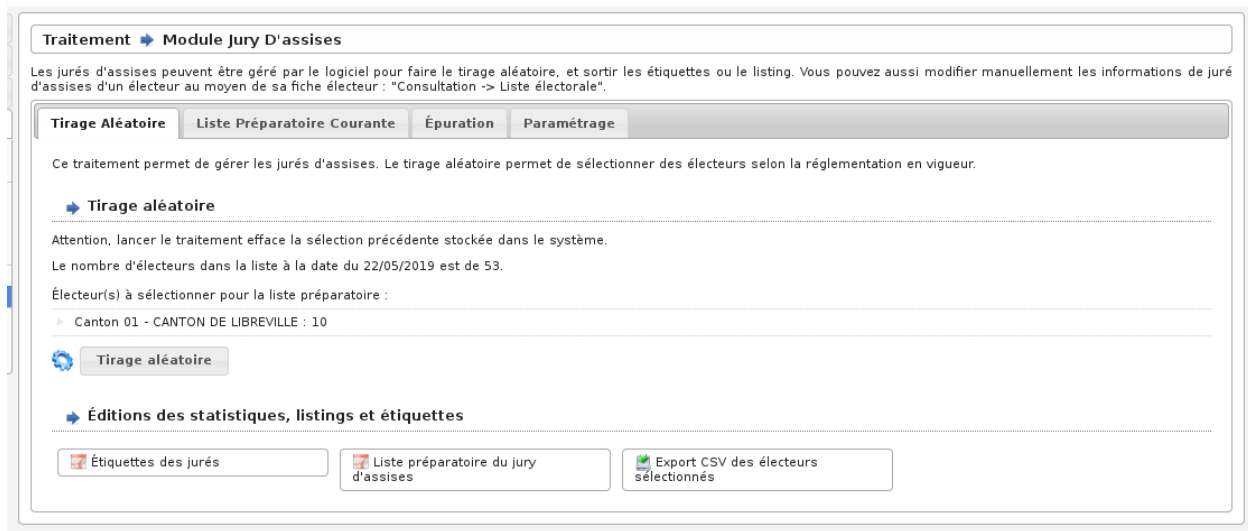 Traitement Module Jury D'assises
Les jurés d'assises peuvent être géré par le logiciel pour faire le tirage aléatoire, et sortir les étiquettes ou le listing. Vous pouvez aussi modifier manuellement les informations de juré
d'assises d'un électeur au moyen de sa fiche électeur : "Consultation -> Liste électorale".
Tirage Aléatoire Liste Préparatoire Courante Épuration Paramétrage
Ce traitement permet de gérer les jurés d'assises. Le tirage aléatoire permet de sélectionner des électeurs selon la réglementation en vigueur.
Tirage aléatoire
Attention, lancer le traitement efface la sélection précédente stockée dans le système.
Le nombre d'électeurs dans la liste à la date du 22/05/2019 est de 53.
Électeur(s) à sélectionner pour la liste préparatoire :
Canton 01 - CANTON DE LIBREVILLE : 10
Tirage aléatoire
Éditions des statistiques, listings et étiquettes
Étiquettes des jurés
Liste préparatoire du jury
d'assises
Export CSV des électeurs
sélectionnés